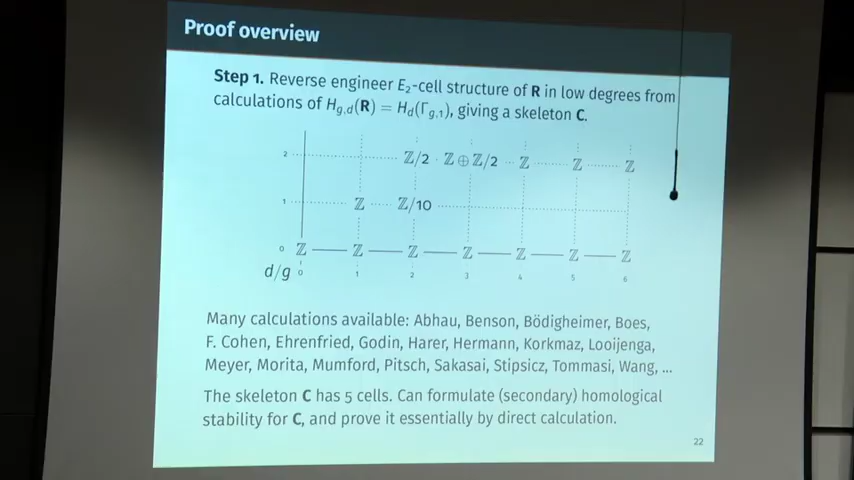 Proof overview
Step 1. Reverse engineer E₂-cell structure of R in low degrees from
calculations of H_{g,d}(R) = H_d(Γ_{g,1}), giving a skeleton C.
2 ℤ/2 ℤ ⊕ ℤ/2 ℤ ℤ ℤ
1 ℤ ℤ/10
0 ℤ ℤ ℤ ℤ ℤ ℤ ℤ
d/g 0 1 2 3 4 5 6
Many calculations available: Abhau, Benson, Bödigheimer, Boes,
F. Cohen, Ehrenfried, Godin, Harer, Hermann, Korkmaz, Looijenga,
Meyer, Morita, Mumford, Pitsch, Sakasai, Stipsicz, Tommasi, Wang, ...
The skeleton C has 5 cells. Can formulate (secondary) homological
stability for C, and prove it essentially by direct calculation.
22